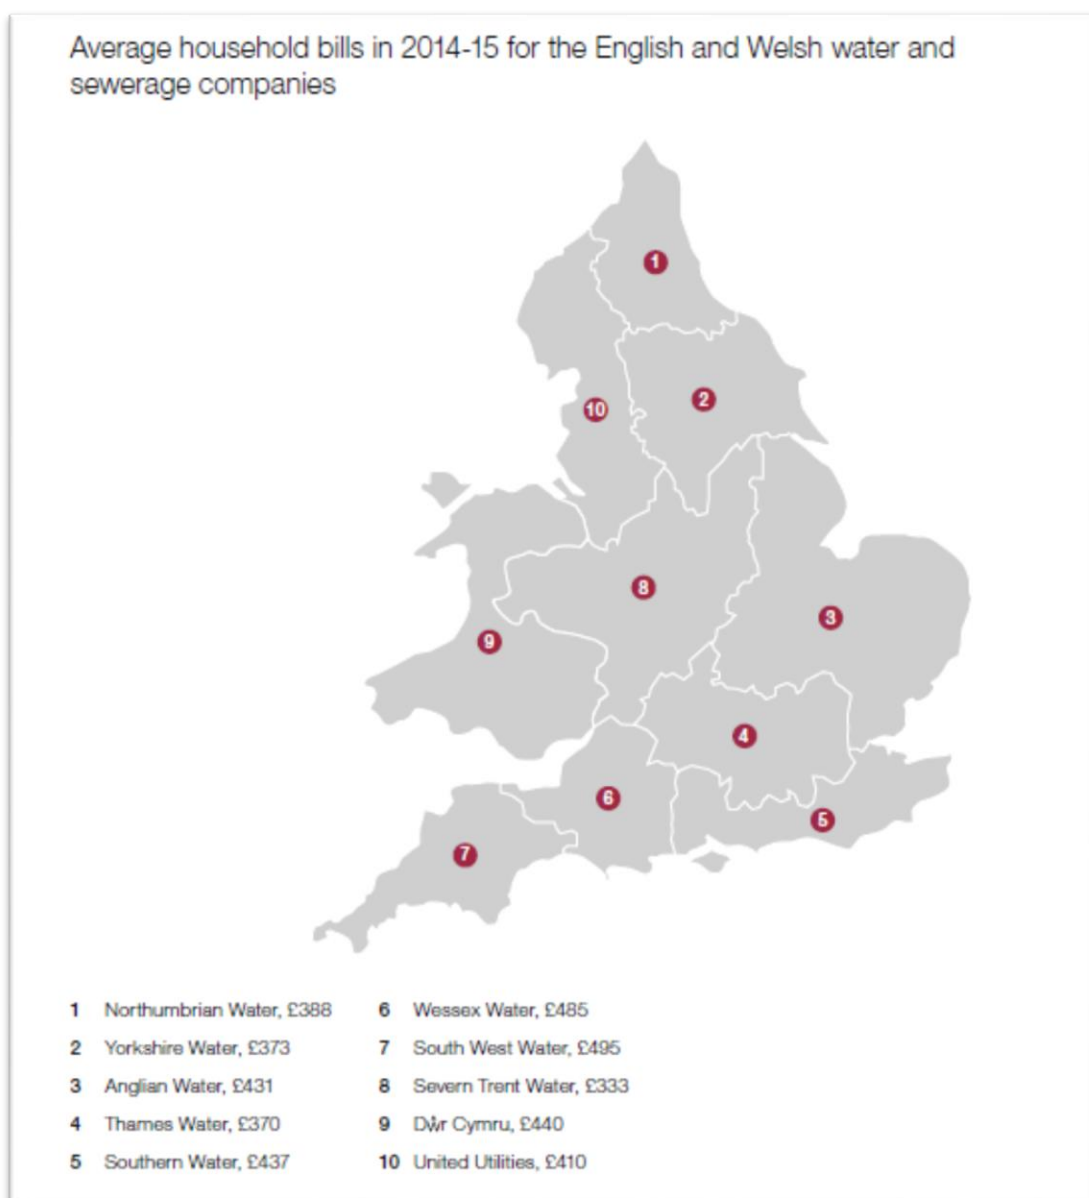 Average household bills in 2014-15 for the English and Welsh water and
sewerage companies
1
2
10
8
3
9
4
6
5
7
1 Northumbrian Water, £388
2 Yorkshire Water, £373
3 Anglian Water, £431
4 Thames Water, £370
5 Southern Water, £437
6 Wessex Water, £485
7 South West Water, £495
8 Severn Trent Water, £333
9 Dŵr Cymru, £440
10 United Utilities, £410